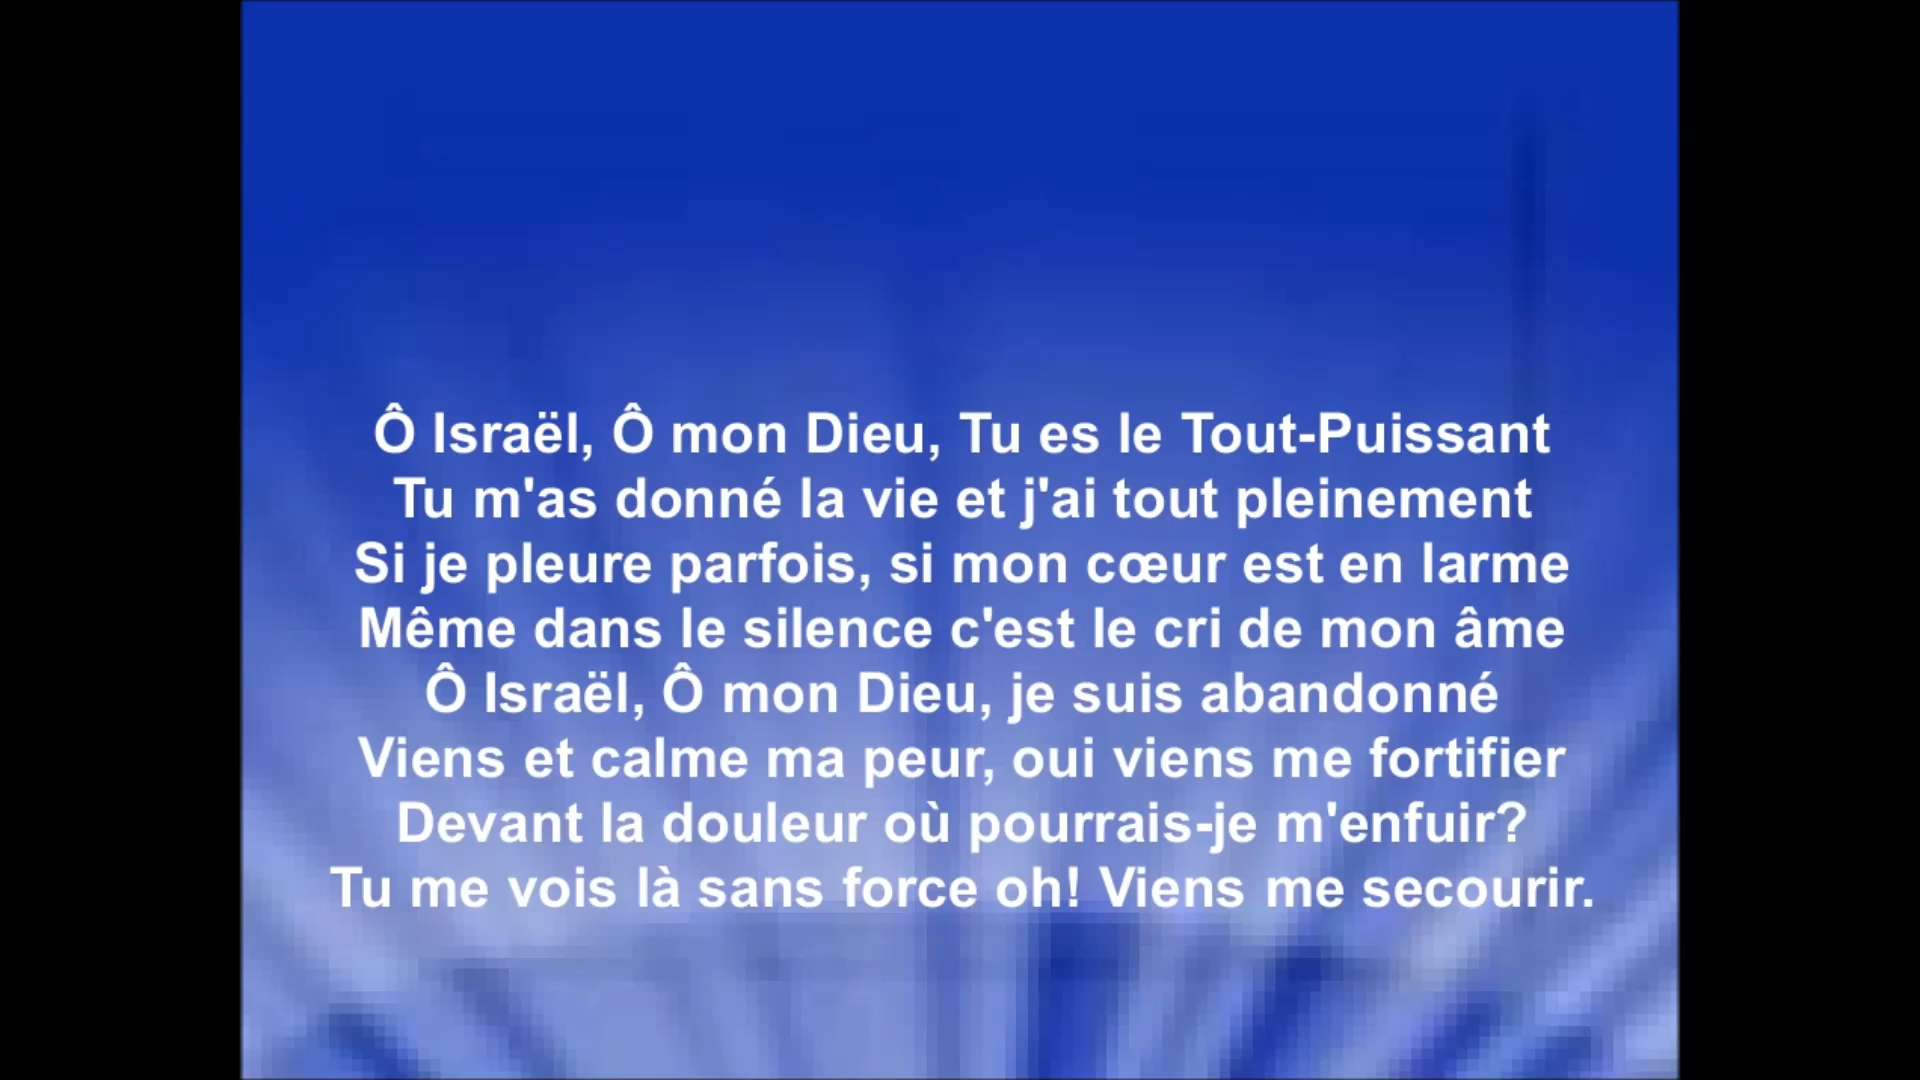 Ô Israël, Ô mon Dieu, Tu es le Tout-Puissant
Tu m'as donné la vie et j'ai tout pleinement
Si je pleure parfois, si mon cœur est en larme
Même dans le silence c'est le cri de mon âme
Ô Israël, Ô mon Dieu, je suis abandonné
Viens et calme ma peur, oui viens me fortifier
Devant la douleur où pourrais-je m'enfuir?
Tu me vois là sans force oh! Viens me secourir.